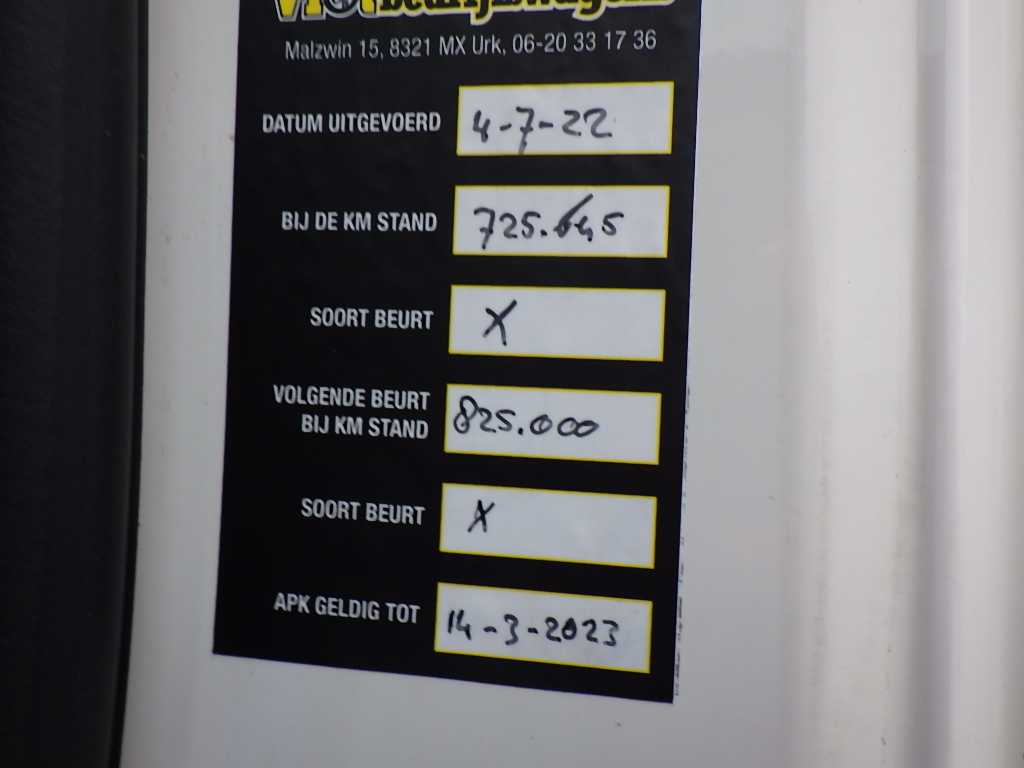 bedrijfswagens
Malzwin 15, 8321 MX Urk, 06-20 33 17 36
DATUM UITGEVOERD 4-7-22
BIJ DE KM STAND 725.645
SOORT BEURT X
VOLGENDE BEURT
BIJ KM STAND 825.000
SOORT BEURT X
APK GELDIG TOT 14-3-2023